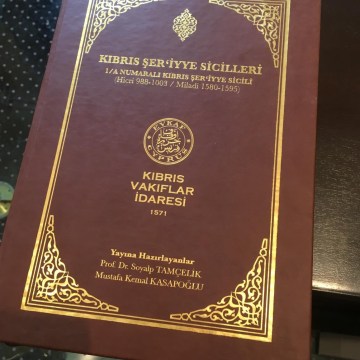 KIBRIS ŞER'İYYE SİCİLLERİ
1/A NUMARALI KIBRIS ŞER'İYYE SİCİLİ
(Hicri 988-1003 / Miladi 1580-1595)
EVKAF
CYPRUS
KIBRIS
VAKIFLAR
İDARESİ
1571
Yayına Hazırlayanlar
Prof. Dr. Soyalp TAMÇELİK
Mustafa Kemal KASAPOĞLU